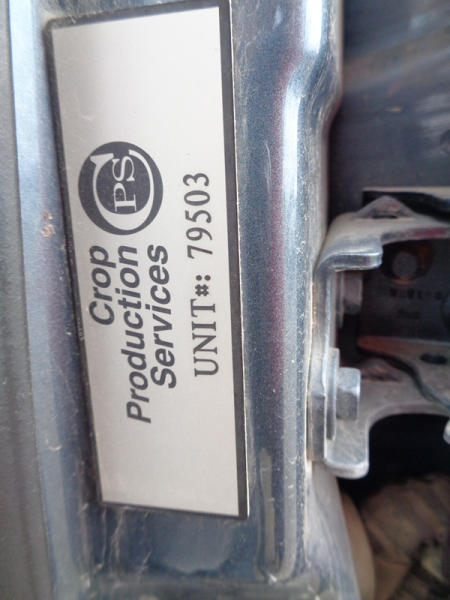 CPS
Crop
Production
Services
UNIT#: 79503